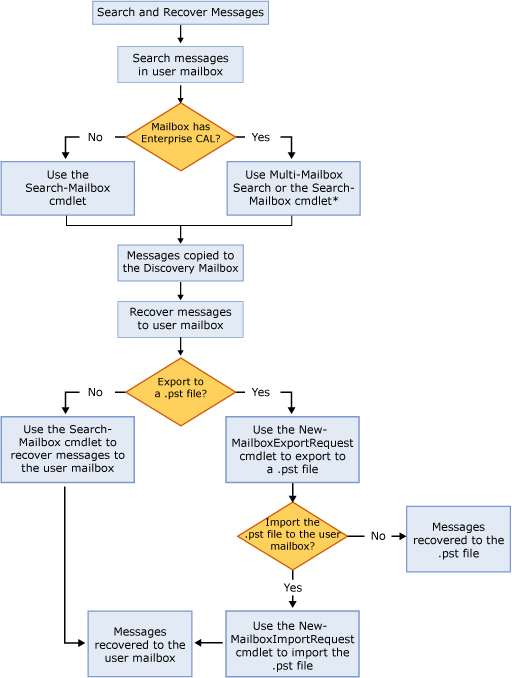 Search and Recover Messages
Search messages
in user mailbox
Mailbox has
Enterprise CAL?
No
Yes
Use the
Search-Mailbox
cmdlet
Use Multi-Mailbox
Search or the Search-
Mailbox cmdlet*
Messages copied to
the Discovery Mailbox
Recover messages
to user mailbox
Export to
a .pst file?
No
Yes
Use the Search-
Mailbox cmdlet to
recover messages to
the user mailbox
Use the New-
MailboxExportRequest
cmdlet to export to
a .pst file
Import the
.pst file to the user
mailbox?
No
Messages
recovered to the
.pst file
Yes
Messages
recovered to the
user mailbox
Use the New-
MailboxImportRequest
cmdlet to import the
.pst file